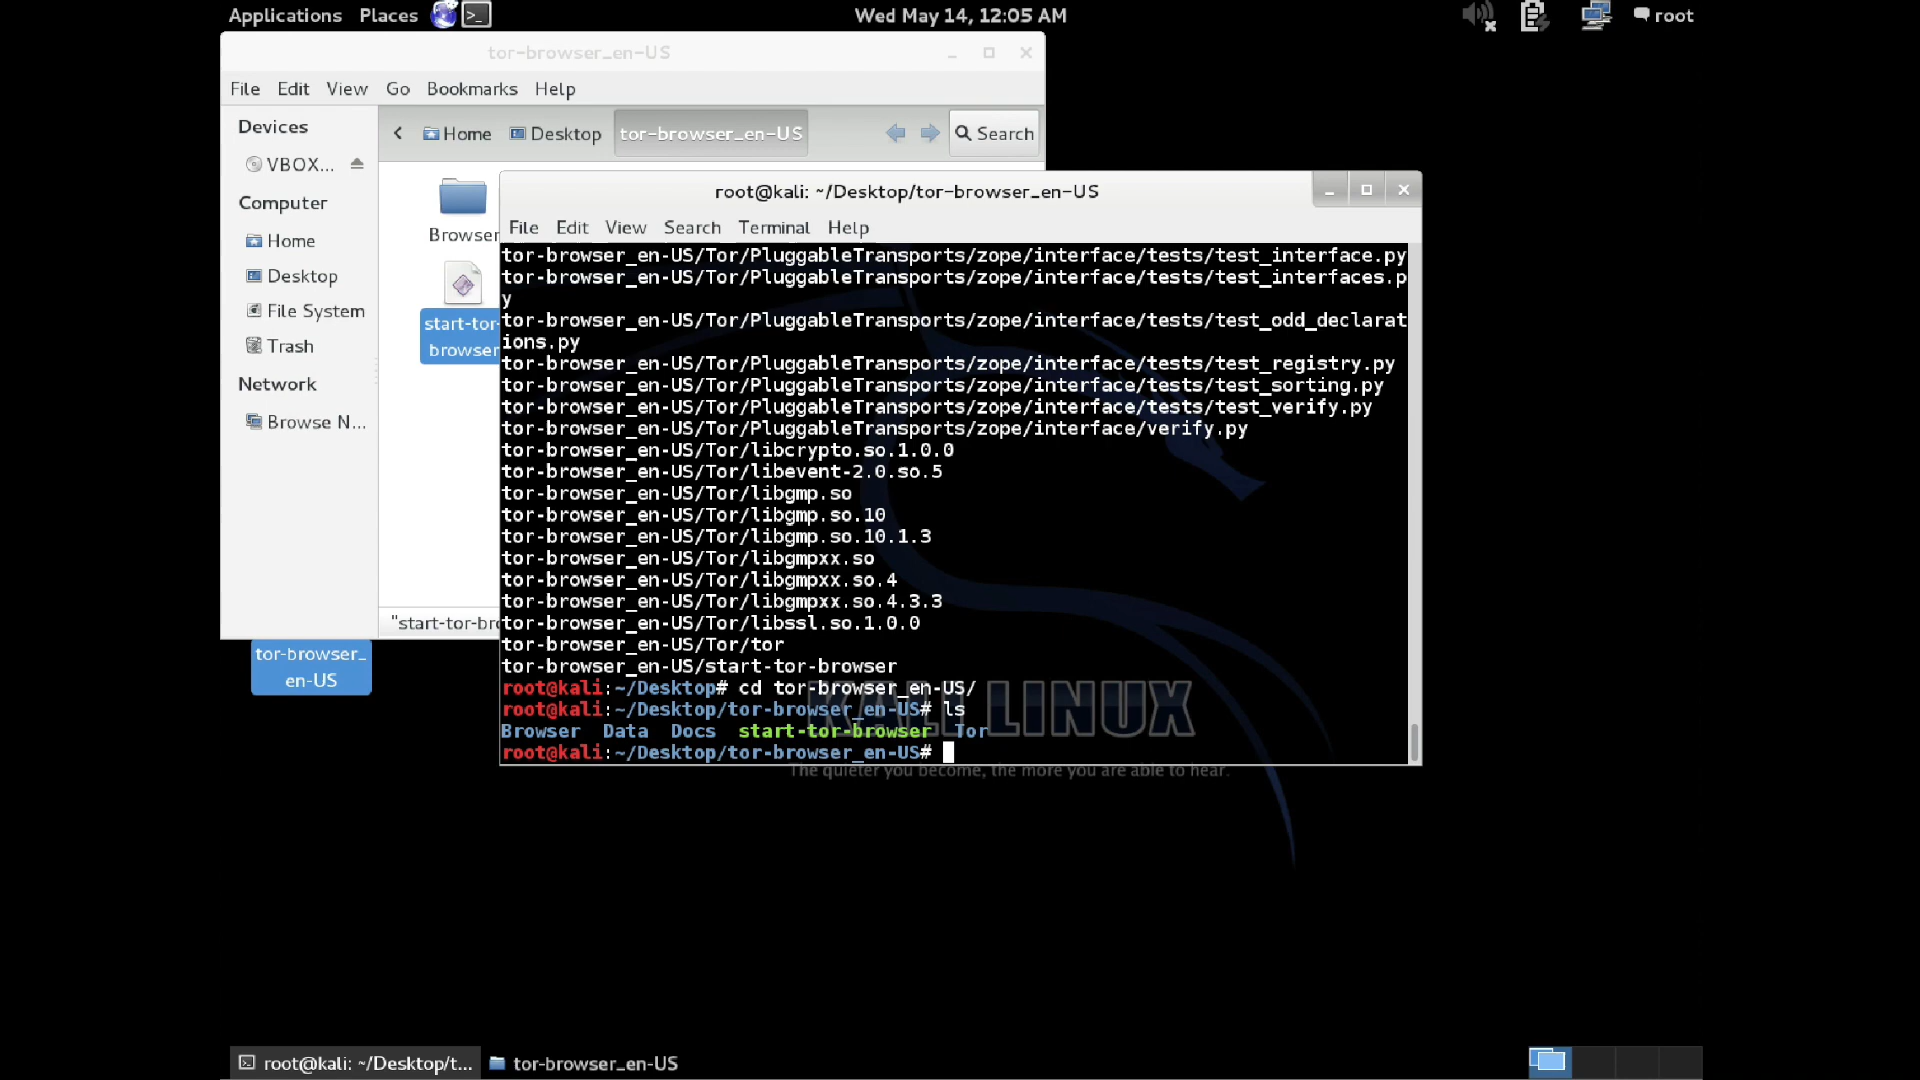 Applications Places
Wed May 14, 12:05 AM
root
tor-browser_en-US
File Edit View Go Bookmarks Help
Devices
VBOX...
Computer
Home
Desktop
File System
Trash
Network
Browse N...
Home Desktop tor-browser_en-US Search
Browser
start-tor-
browser
"start-tor-bro
tor-browser_
en-US
root@kali: ~/Desktop/tor-browser_en-US
File Edit View Search Terminal Help
tor-browser_en-US/Tor/PluggableTransports/zope/interface/tests/test_interface.py
tor-browser_en-US/Tor/PluggableTransports/zope/interface/tests/test_interfaces.p
y
tor-browser_en-US/Tor/PluggableTransports/zope/interface/tests/test_odd_declarat
ions.py
tor-browser_en-US/Tor/PluggableTransports/zope/interface/tests/test_registry.py
tor-browser_en-US/Tor/PluggableTransports/zope/interface/tests/test_sorting.py
tor-browser_en-US/Tor/PluggableTransports/zope/interface/tests/test_verify.py
tor-browser_en-US/Tor/PluggableTransports/zope/interface/verify.py
tor-browser_en-US/Tor/libcrypto.so.1.0.0
tor-browser_en-US/Tor/libevent-2.0.so.5
tor-browser_en-US/Tor/libgmp.so
tor-browser_en-US/Tor/libgmp.so.10
tor-browser_en-US/Tor/libgmp.so.10.1.3
tor-browser_en-US/Tor/libgmpxx.so
tor-browser_en-US/Tor/libgmpxx.so.4
tor-browser_en-US/Tor/libgmpxx.so.4.3.3
tor-browser_en-US/Tor/libssl.so.1.0.0
tor-browser_en-US/Tor/tor
tor-browser_en-US/start-tor-browser
root@kali:~/Desktop# cd tor-browser_en-US/
root@kali:~/Desktop/tor-browser_en-US# ls
Browser Data Docs start-tor-browser Tor
root@kali:~/Desktop/tor-browser_en-US#
KALI LINUX
The quieter you become, the more you are able to hear.
root@kali: ~/Desktop/t...
tor-browser_en-US